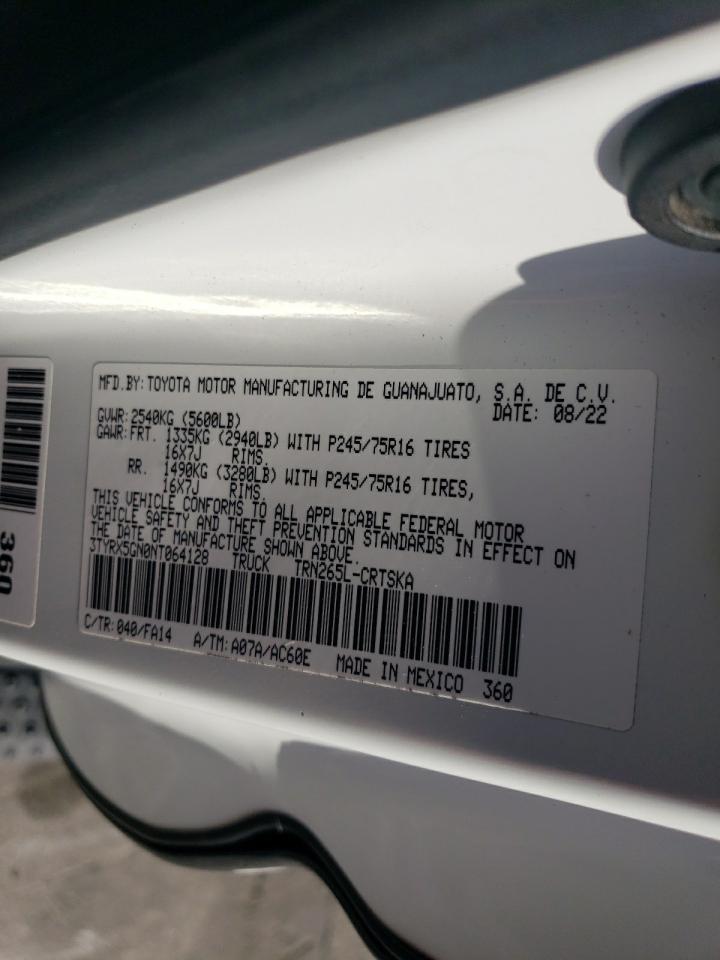 MFD.BY:TOYOTA MOTOR MANUFACTURING DE GUANAJUATO, S.A. DE C.V.
DATE: 08/22
GVWR:2540KG (5600LB)
GAWR:FRT. 1335KG (2940LB) WITH P245/75R16 TIRES
16X7J RIMS,
RR. 1490KG (3280LB) WITH P245/75R16 TIRES,
16X7J RIMS,
THIS VEHICLE CONFORMS TO ALL APPLICABLE FEDERAL MOTOR
VEHICLE SAFETY AND THEFT PREVENTION STANDARDS IN EFFECT ON
THE DATE OF MANUFACTURE SHOWN ABOVE.
3TYRX5GN0NT064128 TRUCK TRN265L-CRTSKA
C/TR:040/FA14 A/TM:A07A/AC60E MADE IN MEXICO 360
360